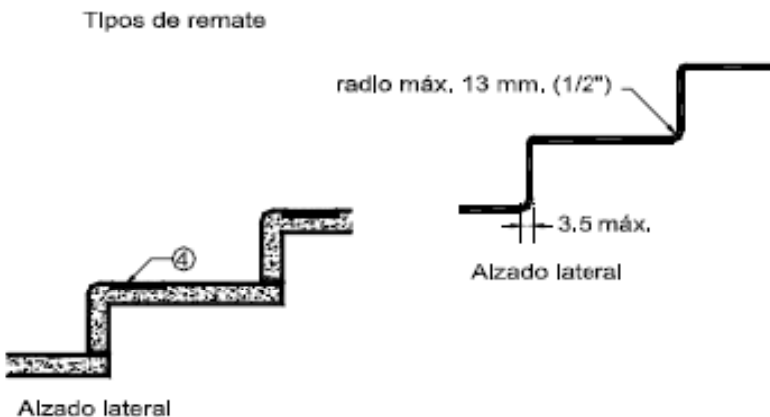 Tipos de remate
radio máx. 13 mm. (1/2")
3.5 máx.
Alzado lateral
4
Alzado lateral